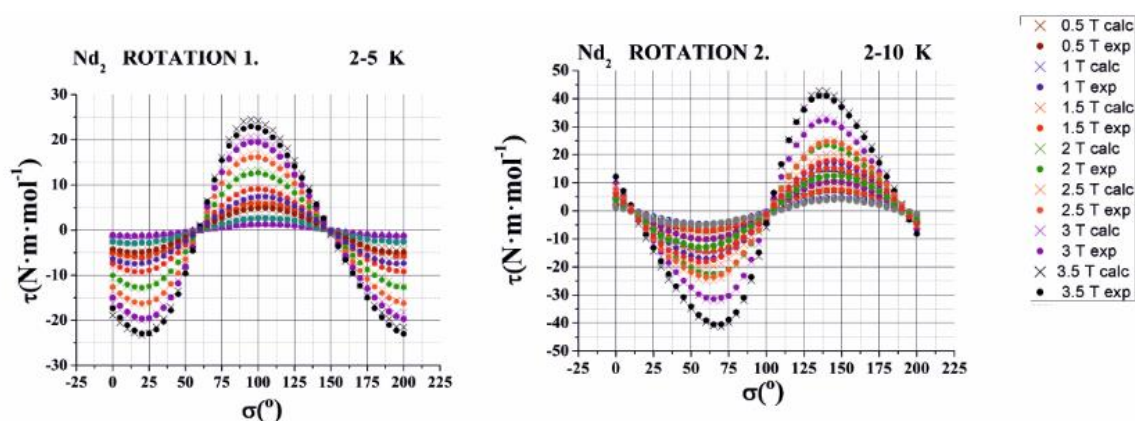 Nd2 ROTATION 1. 2-5 K
τ(N·m·mol-1)
30
20
10
0
-10
-20
-30
-25 0 25 50 75 100 125 150 175 200 225
σ(º)
Nd2 ROTATION 2. 2-10 K
τ(N·m·mol-1)
50
40
30
20
10
0
-10
-20
-30
-40
-50
-25 0 25 50 75 100 125 150 175 200 225
σ(º)
0.5 T calc
0.5 T exp
1 T calc
1 T exp
1.5 T calc
1.5 T exp
2 T calc
2 T exp
2.5 T calc
2.5 T exp
3 T calc
3 T exp
3.5 T calc
3.5 T exp